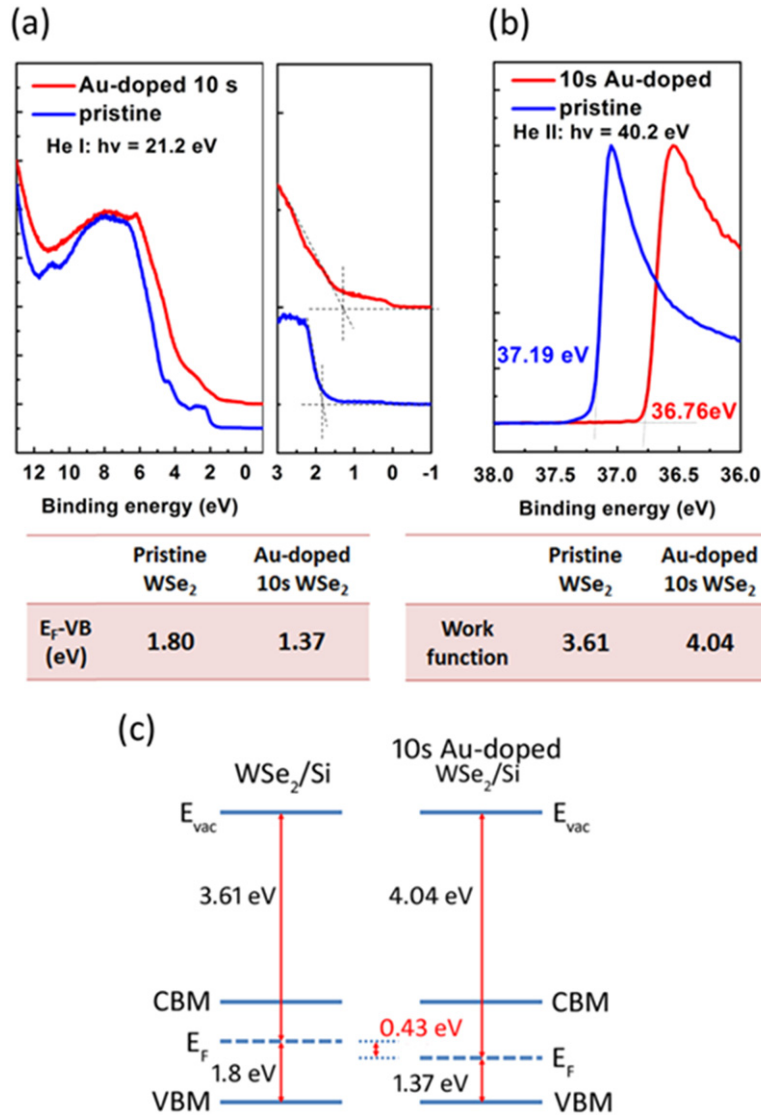 (a)
Au-doped 10 s
pristine
He I: hν = 21.2 eV
12 10 8 6 4 2 0
Binding energy (eV)
3 2 1 0 -1
(b)
10s Au-doped
pristine
He II: hν = 40.2 eV
37.19 eV
36.76eV
38.0 37.5 37.0 36.5 36.0
Binding energy (eV)
Pristine WSe₂
Au-doped 10s WSe₂
E_F-VB (eV)
1.80
1.37
Pristine WSe₂
Au-doped 10s WSe₂
Work function
3.61
4.04
(c)
WSe₂/Si
10s Au-doped
WSe₂/Si
E_vac
E_vac
3.61 eV
4.04 eV
CBM
CBM
0.43 eV
E_F
E_F
1.8 eV
1.37 eV
VBM
VBM